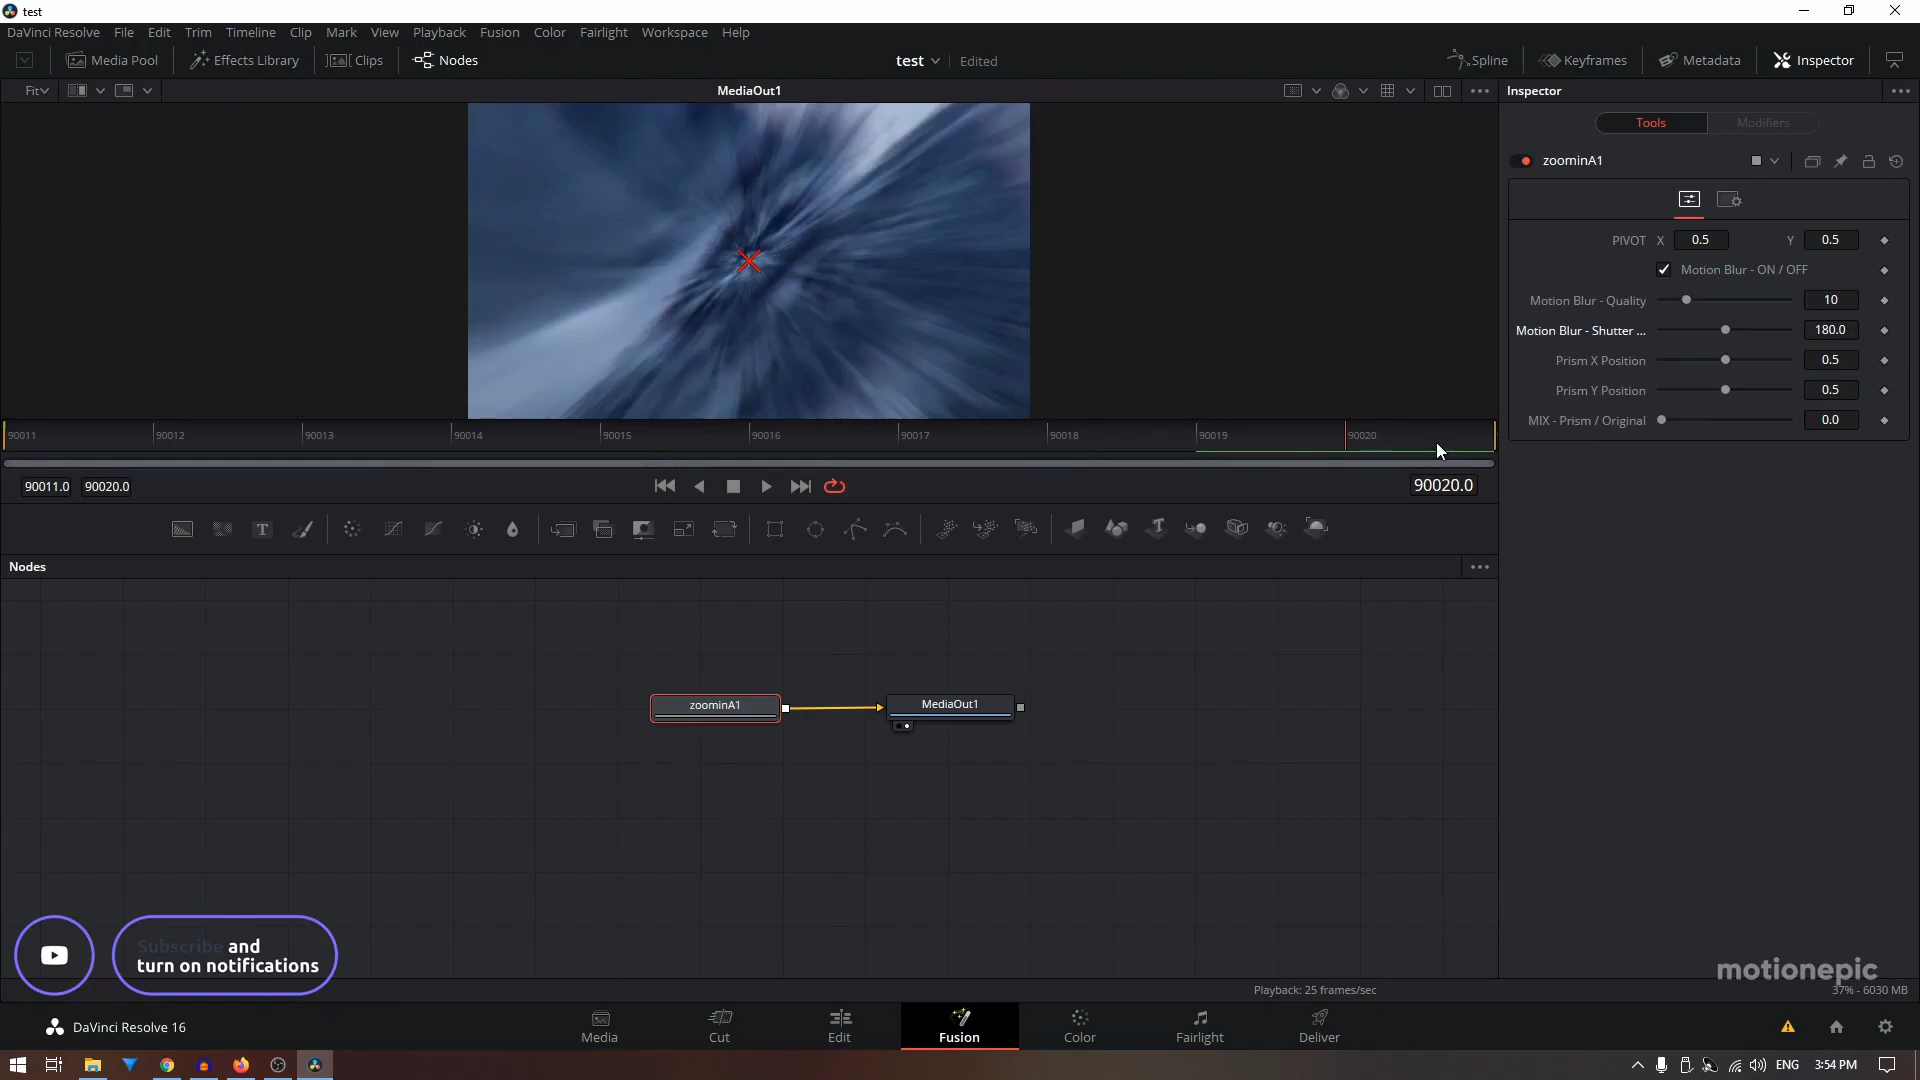 test
DaVinci Resolve File Edit Trim Timeline Clip Mark View Playback Fusion Color Fairlight Workspace Help
Media Pool Effects Library Clips Nodes test Edited Spline Keyframes Metadata Inspector
Fit MediaOut1 Inspector
Tools Modifiers
zoominA1
PIVOT X 0.5 Y 0.5
Motion Blur - ON / OFF
Motion Blur - Quality 10
Motion Blur - Shutter ... 180.0
Prism X Position 0.5
Prism Y Position 0.5
MIX - Prism / Original 0.0
90011 90012 90013 90014 90015 90016 90017 90018 90019 90020
90011.0 90020.0 90020.0
T
Nodes
zoominA1 MediaOut1
Subscribe and
turn on notifications
motionepic
Playback: 25 frames/sec 37% - 6030 MB
DaVinci Resolve 16 Media Cut Edit Fusion Color Fairlight Deliver
ENG 3:54 PM